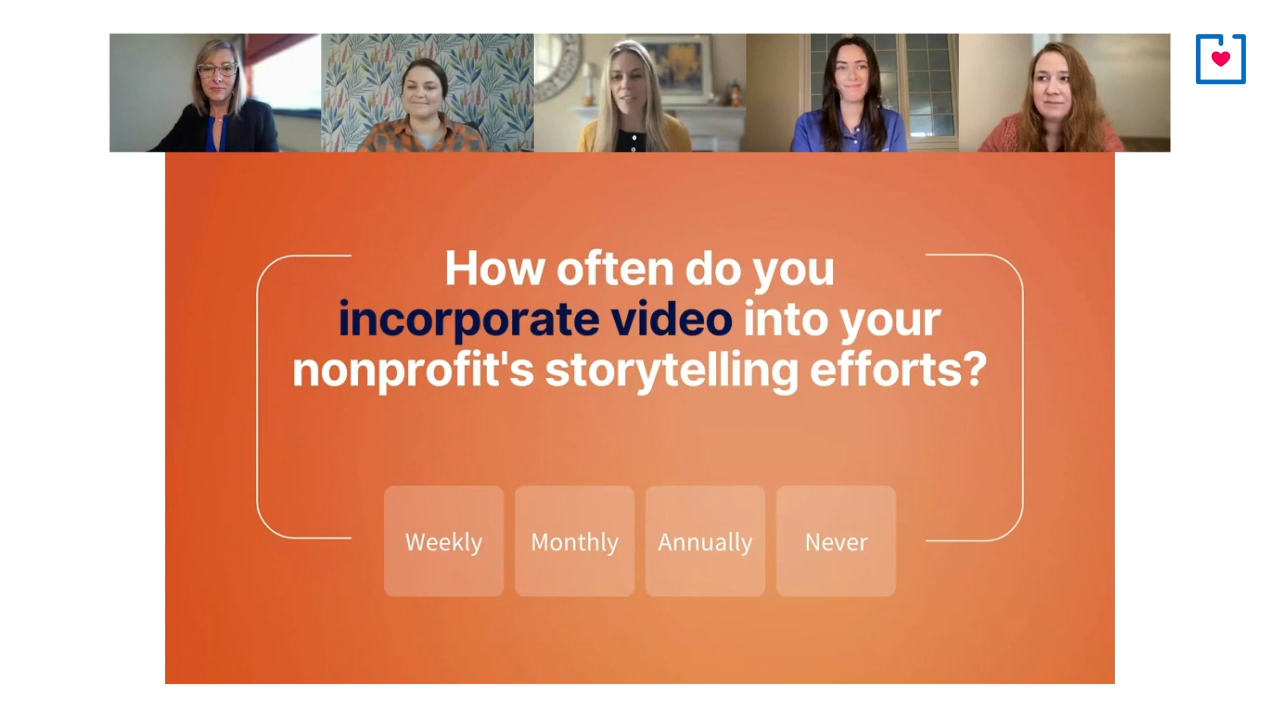 How often do you
incorporate video into your
nonprofit's storytelling efforts?
Weekly
Monthly
Annually
Never